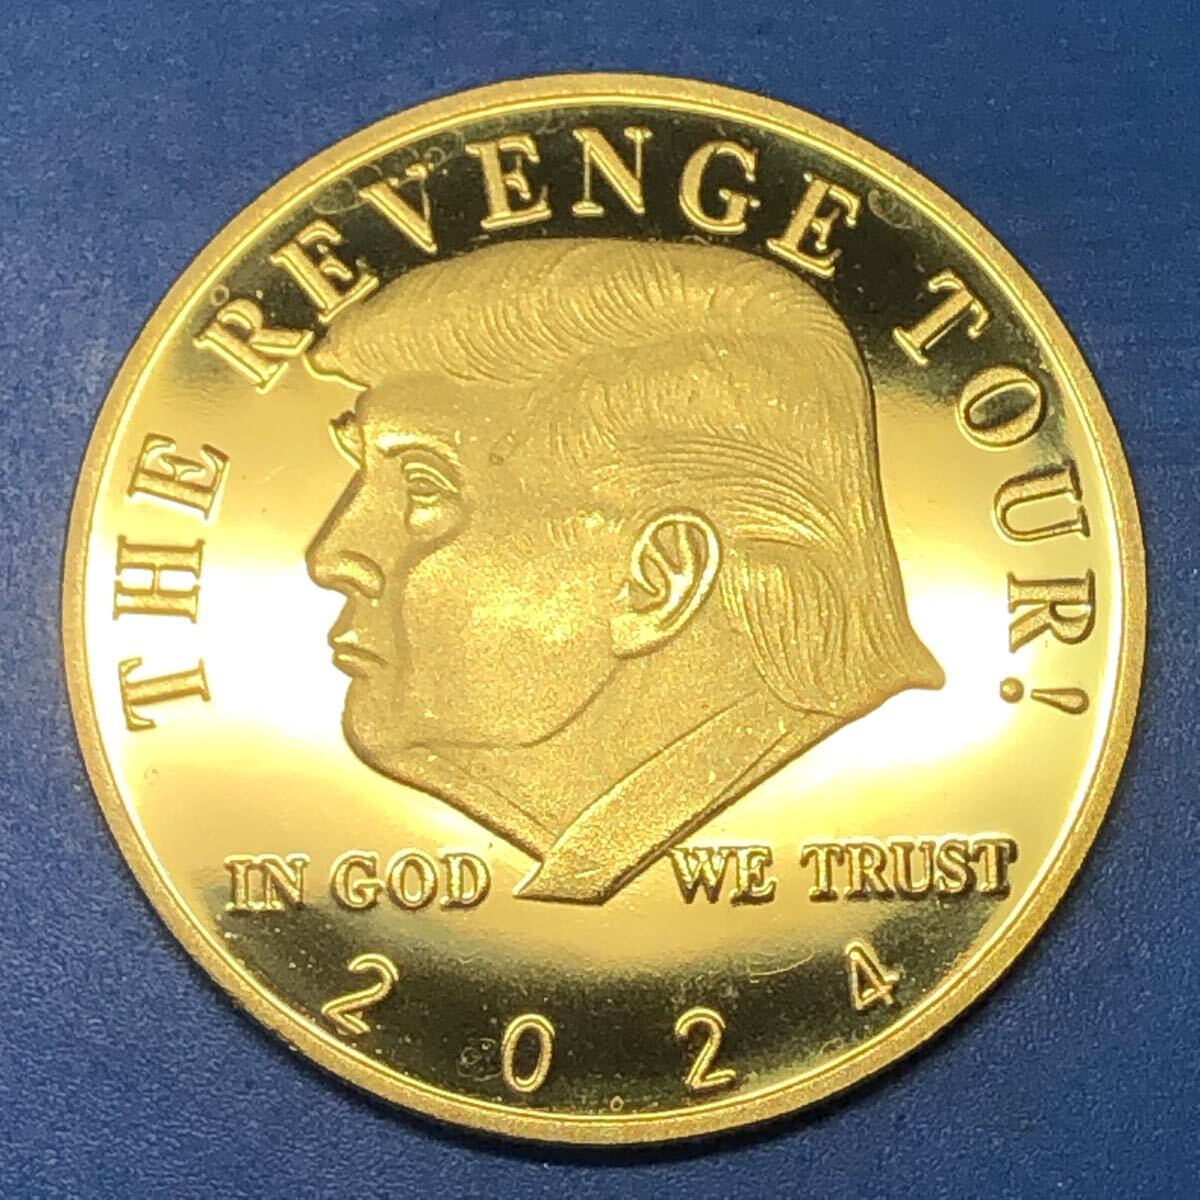 THE REVENGE TOUR!
IN GOD WE TRUST
2024